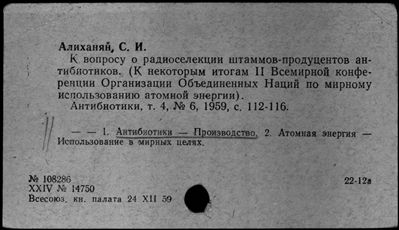 Алиханян, С. И.
К вопросу о радиоселекции штаммов-продуцентов ан-
тибиотиков. (К некоторым итогам II Всемирной конфе-
ренции Организации Объединенных Наций по мирному
использованию атомной энергии).
Антибиотики, т. 4, № 6, 1959, с. 112-116.
— — 1. Антибиотики — Производство. 2. Атомная энергия —
Использование в мирных целях.
№ 108286
XXIV № 14750
22-12а
Всесоюз. кн. палата 24 XII 59